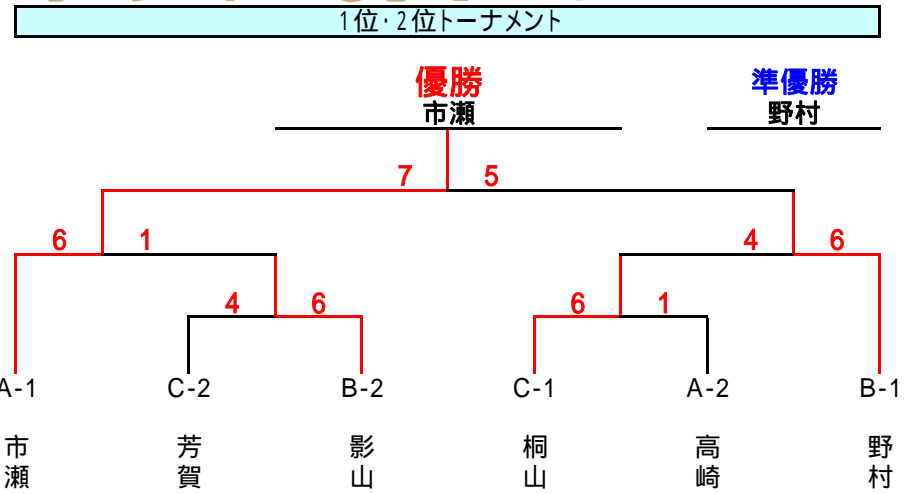 1位・2位トーナメント
優勝 準優勝
市瀬 野村
7 5
6 1 4 6
4 6 6 1
A-1 C-2 B-2 C-1 A-2 B-1
市瀬 芳賀 影山 桐山 高崎 野村